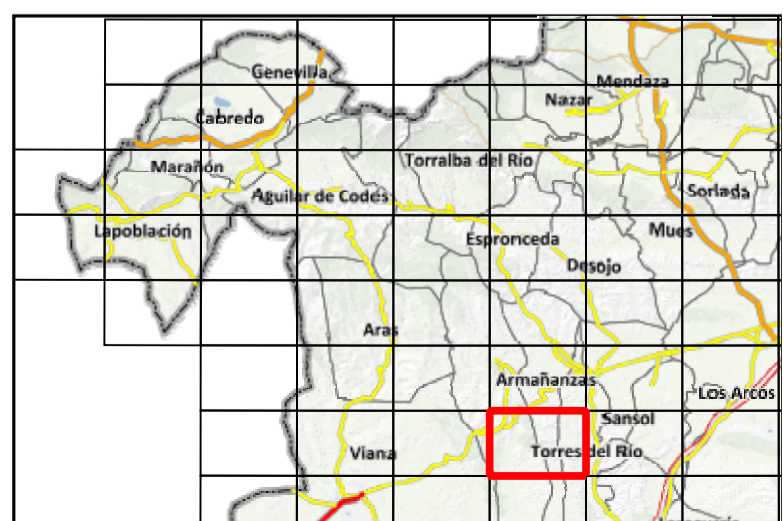 Genevilla
Mendaza
Nazar
Cabredo
Torralba del Río
Marañón
Sorlada
Aguilar de Codés
Lapoblación
Mues
Espronceda
Desojo
Aras
Armañanzas
Los Arcos
Sansol
Viana
Torres del Río